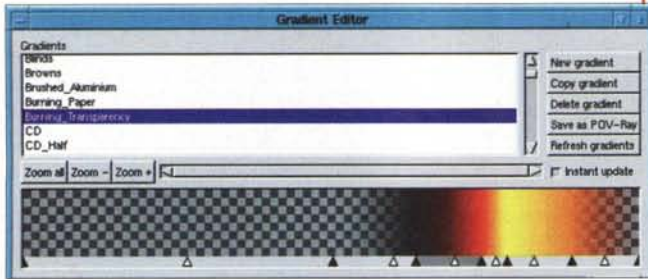 Gradient Editor
Gradients
Blinds
Browns
Brushed_Aluminium
Burning_Paper
Burning_Transparency
CD
CD_Half
New gradient
Copy gradient
Delete gradient
Save as POV-Ray
Refresh gradients
Zoom all Zoom - Zoom + Instant update